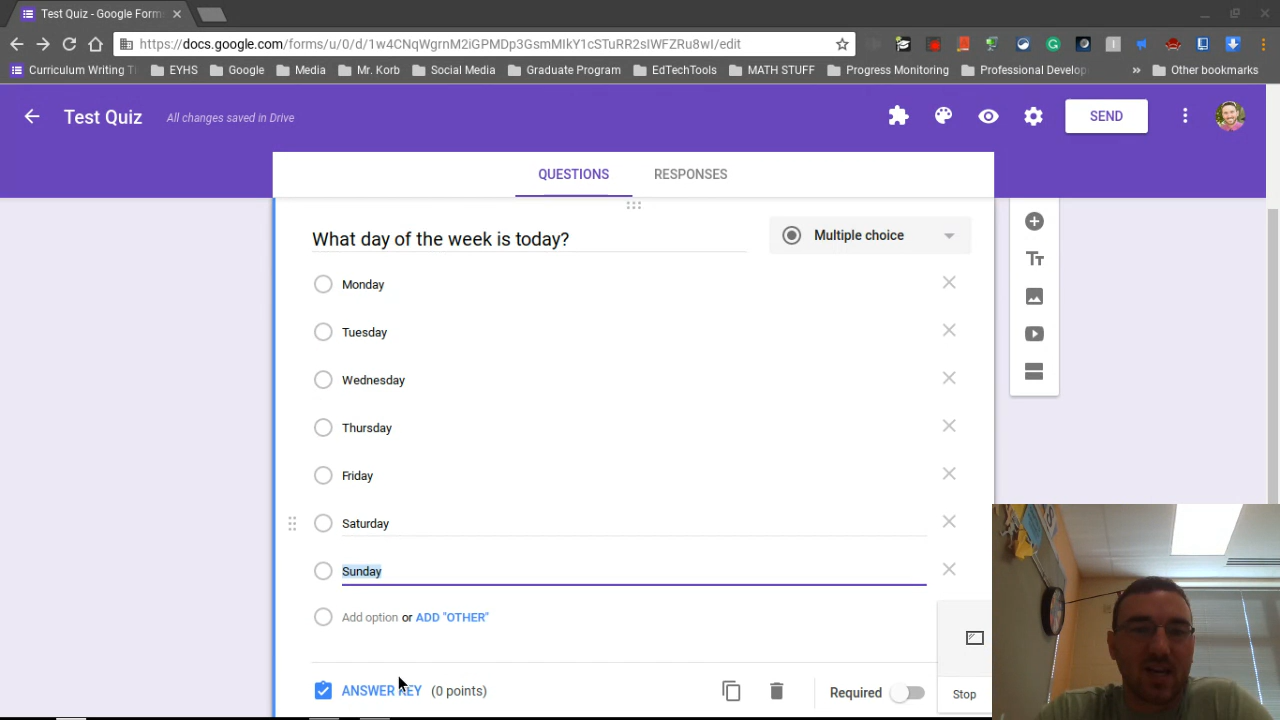 Test Quiz - Google Form
https://docs.google.com/forms/u/0/d/1w4CNqWgrnM2iGPMDp3GsmMIkY1cSTuRR2sIWFZRu8wI/edit
Curriculum Writing Ti
EYHS
Google
Media
Mr. Korb
Social Media
Graduate Program
EdTechTools
MATH STUFF
Progress Monitoring
Professional Develop
»
Other bookmarks
Test Quiz
All changes saved in Drive
SEND
QUESTIONS
RESPONSES
What day of the week is today?
Multiple choice
Monday
Tuesday
Wednesday
Thursday
Friday
Saturday
Sunday
Add option or ADD "OTHER"
ANSWER KEY (0 points)
Required
Stop